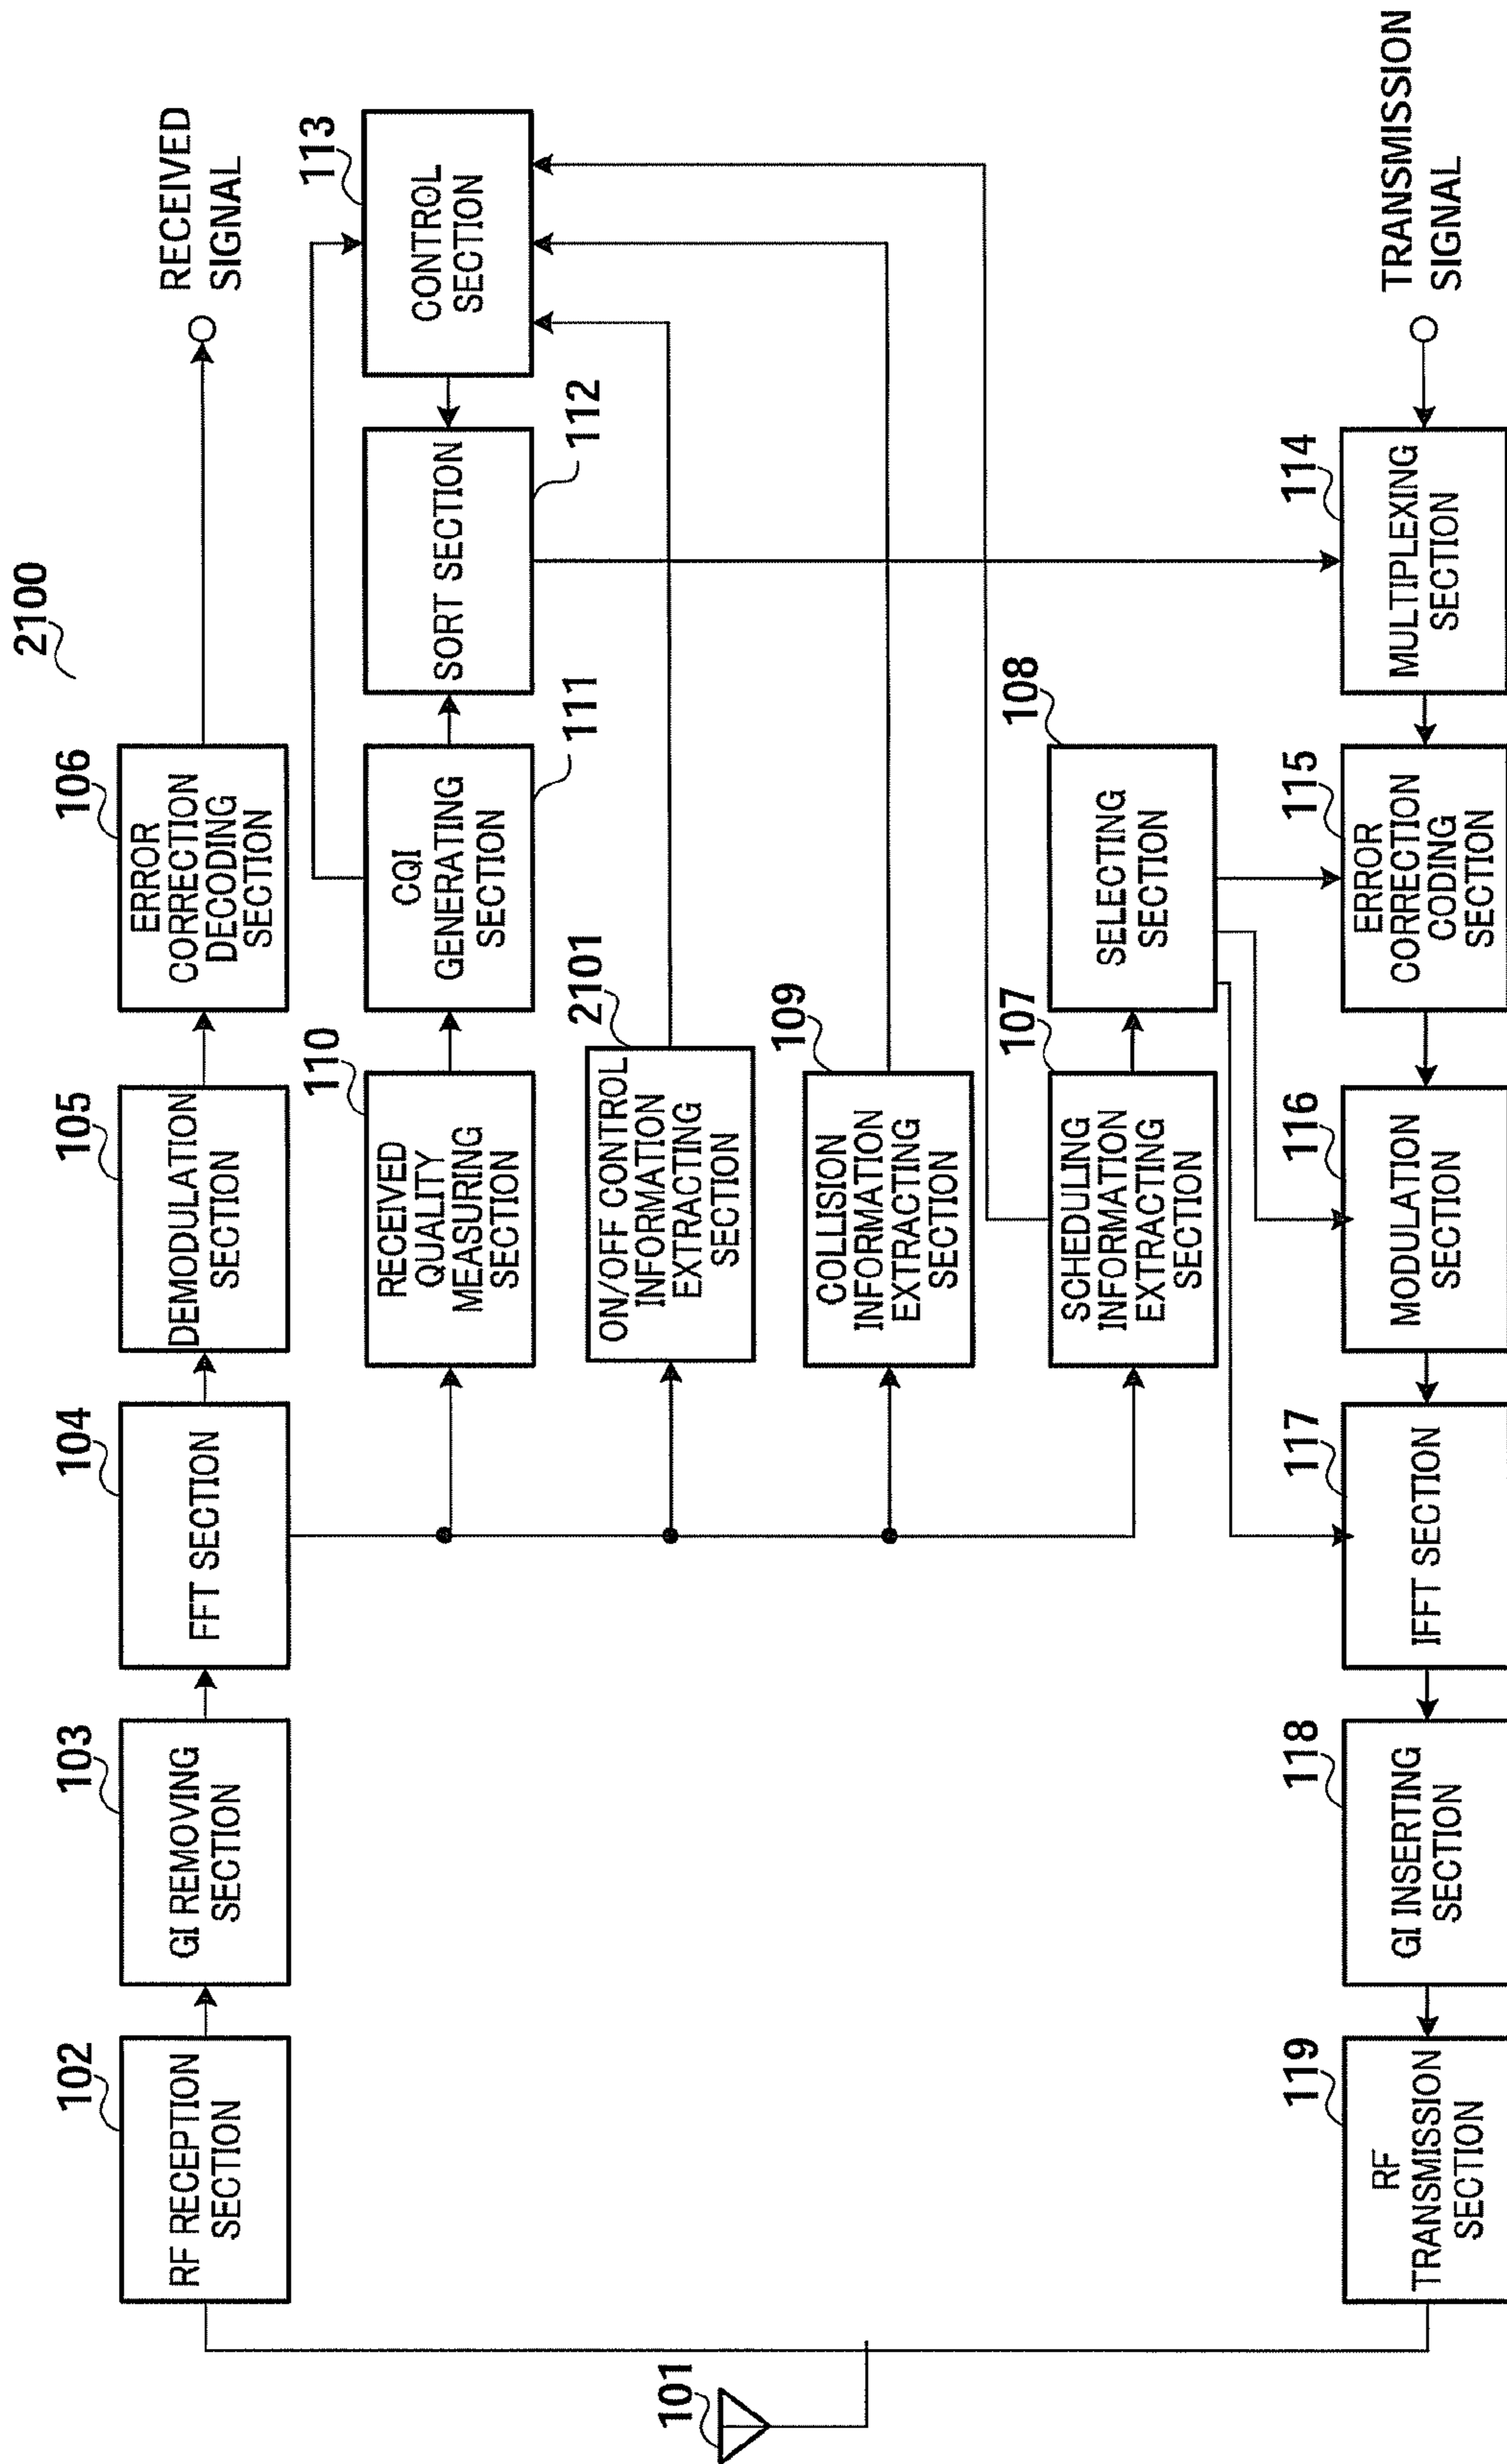 2100
101
102
RF RECEPTION
SECTION
103
GI REMOVING
SECTION
104
FFT SECTION
105
DEMODULATION
SECTION
106
ERROR
CORRECTION
DECODING
SECTION
RECEIVED
SIGNAL
110
RECEIVED
QUALITY
MEASURING
SECTION
CQI
GENERATING
SECTION
111
SORT SECTION
112
113
CONTROL
SECTION
2101
ON/OFF CONTROL
INFORMATION
EXTRACTING
SECTION
109
COLLISION
INFORMATION
EXTRACTING
SECTION
107
SCHEDULING
INFORMATION
EXTRACTING
SECTION
108
SELECTING
SECTION
119
RF
TRANSMISSION
SECTION
118
GI INSERTING
SECTION
117
IFFT SECTION
116
MODULATION
SECTION
115
ERROR
CORRECTION
CODING
SECTION
114
MULTIPLEXING
SECTION
TRANSMISSION
SIGNAL